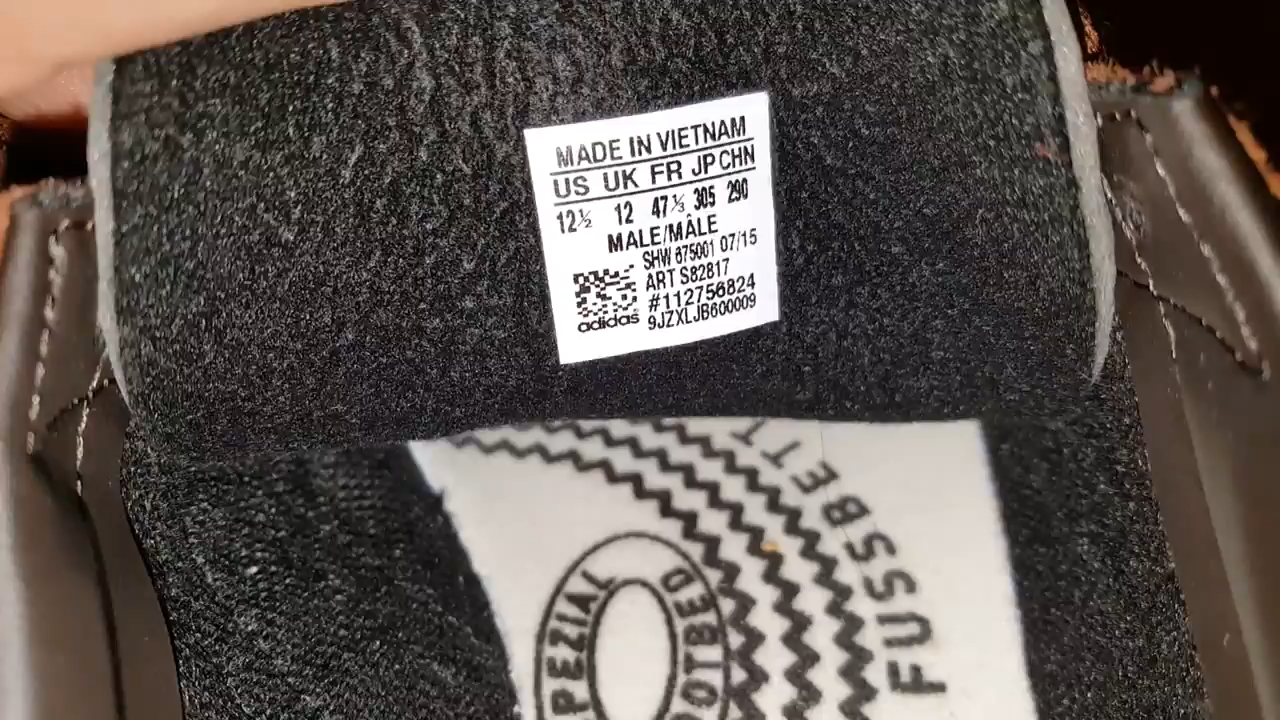 MADE IN VIETNAM
US UK FR JP CHN
12½ 12 47⅓ 305 290
MALE/MÂLE
SHW 675001 07/15
ART S82817
#112756824
9JZXLJB600009
adidas
FUSSBETT